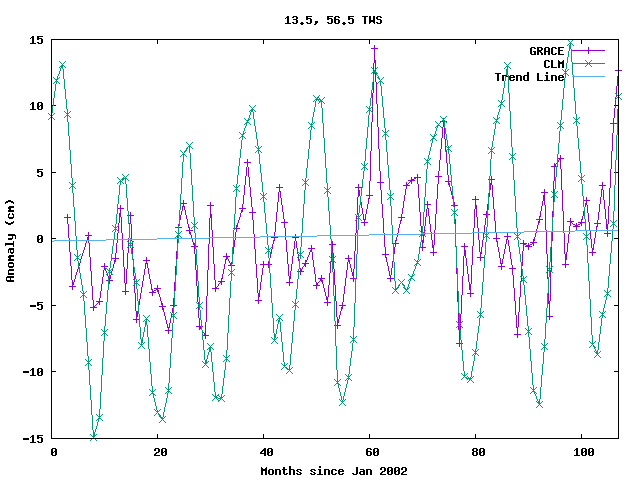 13.5, 56.5 TWS
GRACE
CLM
Trend Line
15
10
5
0
-5
-10
-15
Anomaly (cm)
0 20 40 60 80 100
Months since Jan 2002